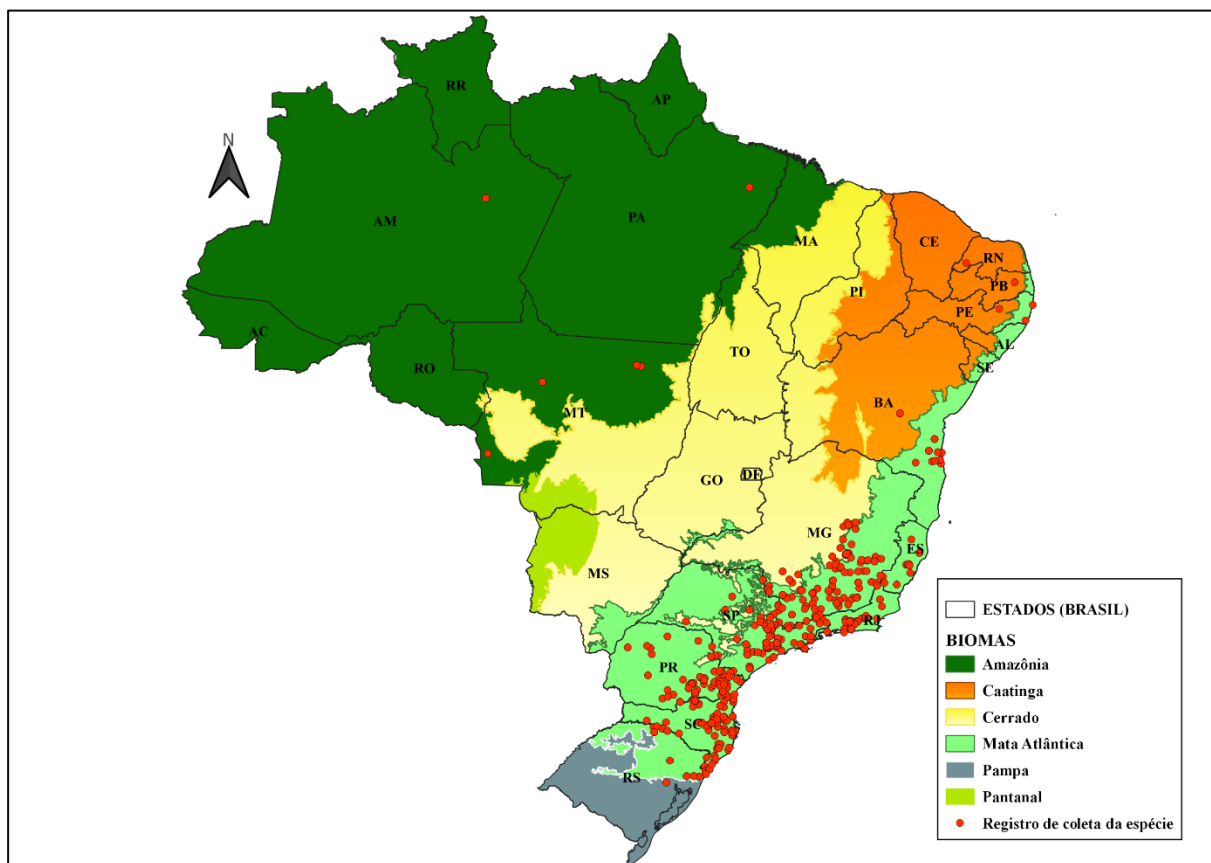 N
RR
AP
AM
PA
MA
CE
RN
PB
PI
PE
AL
SE
AC
RO
TO
BA
MT
GO
DF
MG
ES
MS
SP
RJ
PR
SC
RS
ESTADOS (BRASIL)
BIOMAS
Amazônia
Caatinga
Cerrado
Mata Atlântica
Pampa
Pantanal
Registro de coleta da espécie